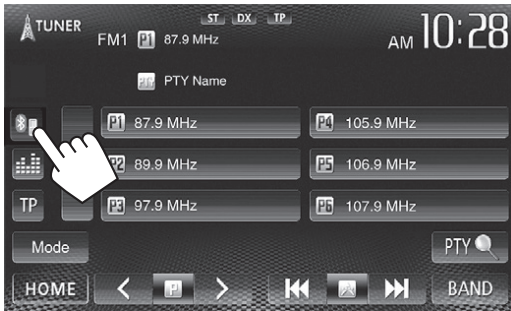 TUNER
ST DX TP
FM1 P1 87.9 MHz
AM 10:28
PTY Name
P1 87.9 MHz
P4 105.9 MHz
P2 89.9 MHz
P5 106.9 MHz
TP
P3 97.9 MHz
P6 107.9 MHz
Mode
PTY
HOME
P
BAND